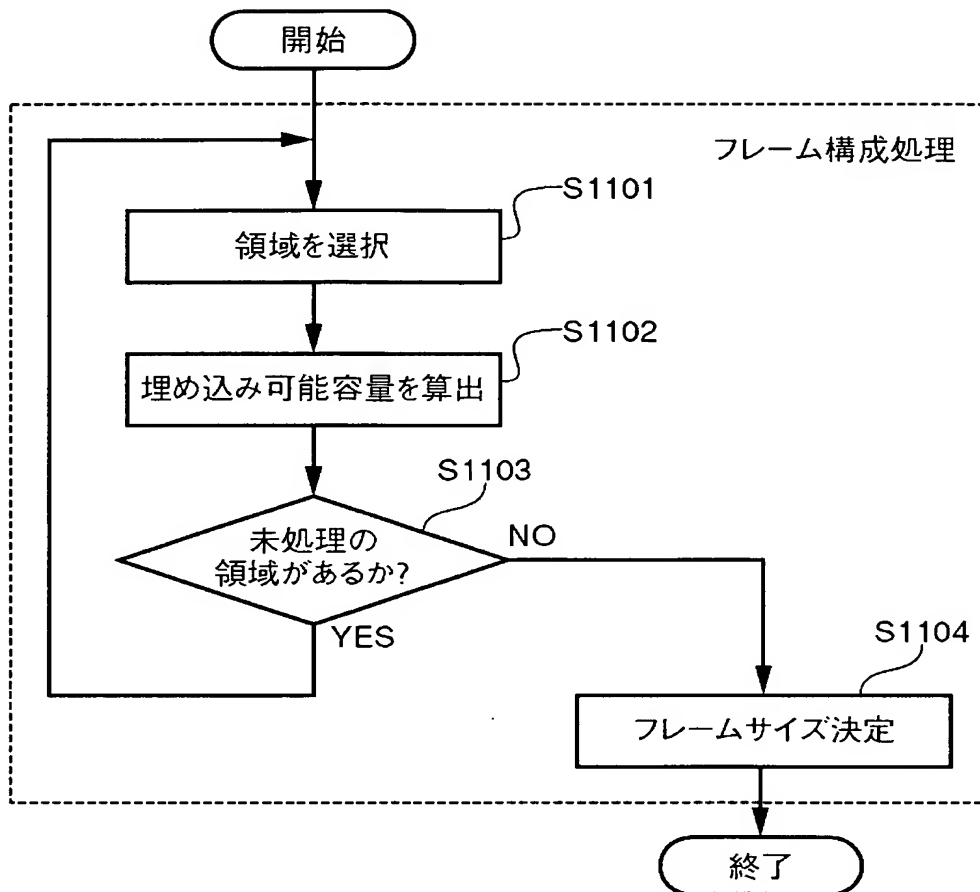 開始
フレーム構成処理
S1101
領域を選択
S1102
埋め込み可能容量を算出
S1103
未処理の
領域があるか?
NO
YES
S1104
フレームサイズ決定
終了